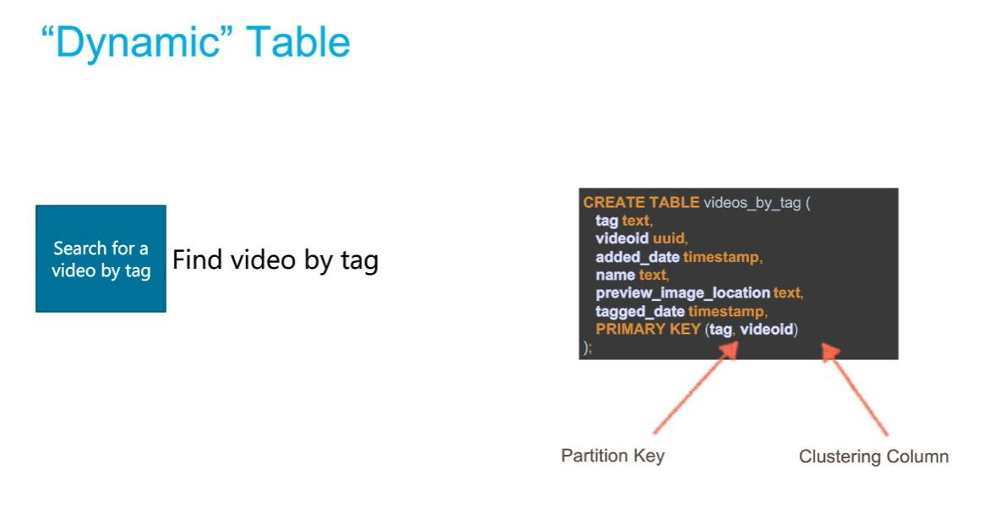 “Dynamic” Table
Search for a
video by tag
Find video by tag
CREATE TABLE videos_by_tag (
tag text,
videoid uuid,
added_date timestamp,
name text,
preview_image_location text,
tagged_date timestamp,
PRIMARY KEY (tag, videoid)
);
Partition Key
Clustering Column